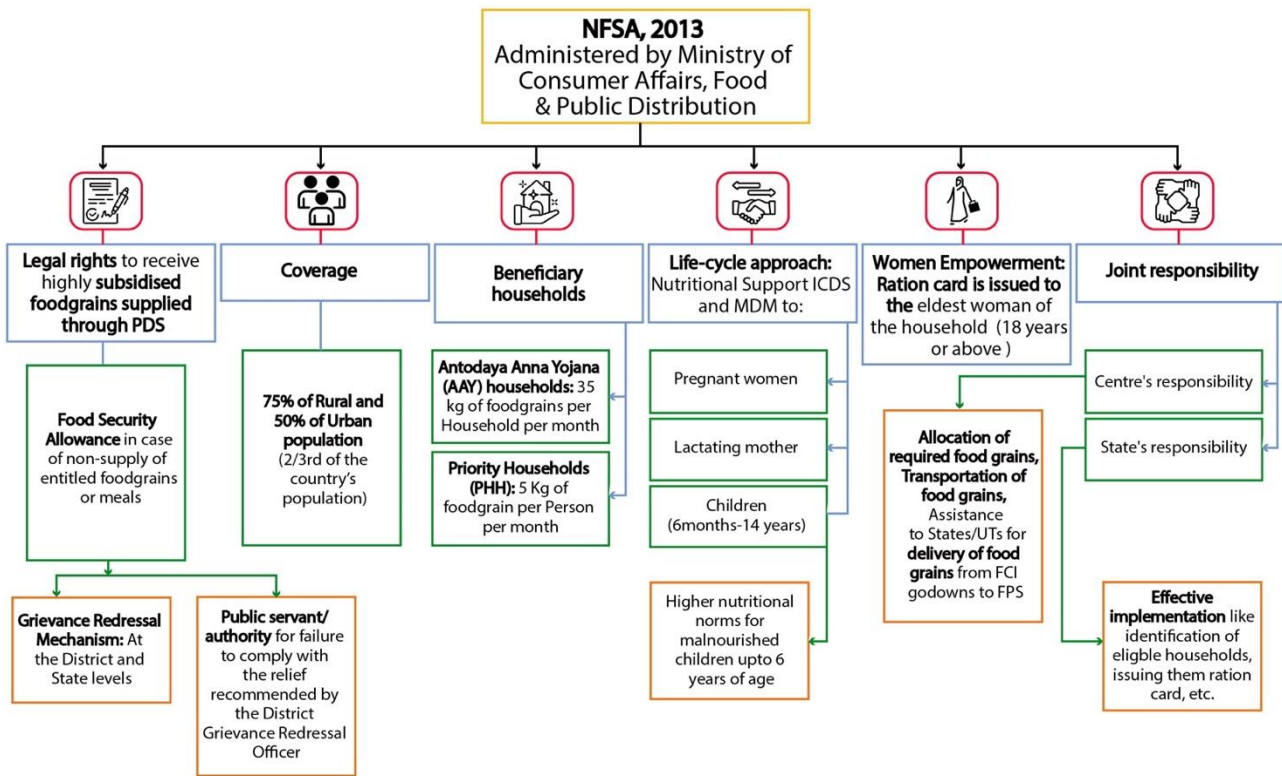 NFSA, 2013
Administered by Ministry of
Consumer Affairs, Food
& Public Distribution
Legal rights to receive
highly subsidised
foodgrains supplied
through PDS
Food Security
Allowance in case
of non-supply of
entitled foodgrains
or meals
Grievance Redressal
Mechanism: At
the District and
State levels
Public servant/
authority for failure
to comply with
the relief
recommended by
the District
Grievance Redressal
Officer
Coverage
75% of Rural and
50% of Urban
population
(2/3rd of the
country's
population)
Beneficiary
households
Antodaya Anna Yojana
(AAY) households: 35
kg of foodgrains per
Household per month
Priority Households
(PHH): 5 Kg of
foodgrain per Person
per month
Life-cycle approach:
Nutritional Support ICDS
and MDM to:
Pregnant women
Lactating mother
Children
(6months-14 years)
Higher nutritional
norms for
malnourished
children upto 6
years of age
Women Empowerment:
Ration card is issued to
the eldest woman of
the household (18 years
or above )
Joint responsibility
Centre's responsibility
State's responsibility
Allocation of
required food grains,
Transportation of
food grains,
Assistance
to States/UTs for
delivery of food
grains from FCI
godowns to FPS
Effective
implementation like
identification of
eligible households,
issuing them ration
card, etc.